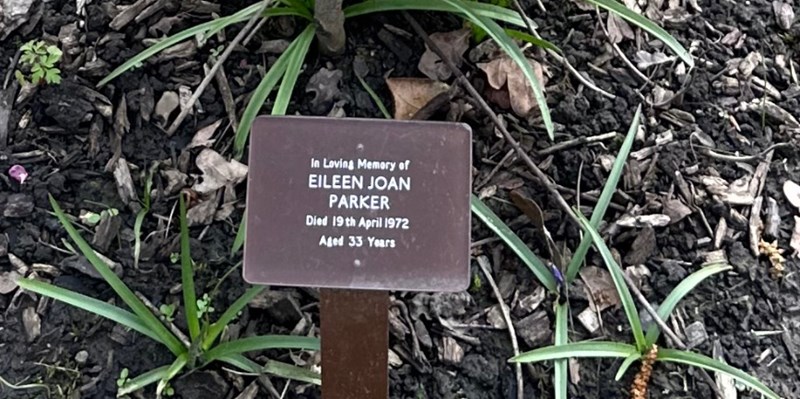 In Loving Memory of
EILEEN JOAN
PARKER
Died 19th April 1972
Aged 33 Years